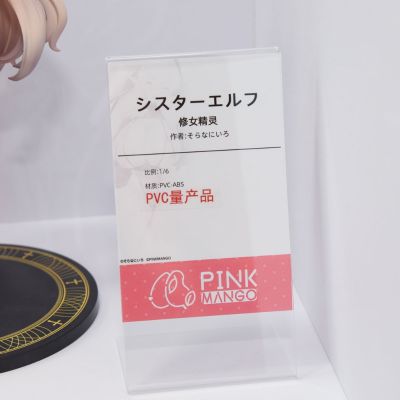 シスターエルフ
修女精灵
作者:そらなにいろ
比例:1/6
材质:PVC·ABS
PVC量产品
©そらなにいろ ©PINKMANGO
PINK
MANGO